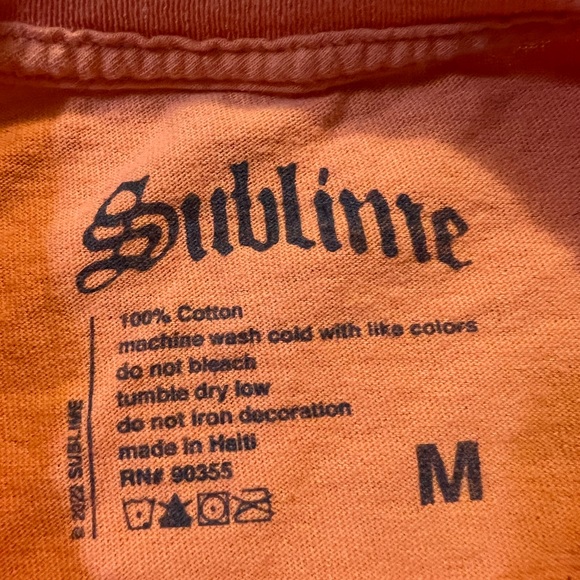 Sublime
100% Cotton
machine wash cold with like colors
do not bleach
tumble dry low
do not iron decoration
made in Haiti
RN# 90355
M
© 2022 SUBLIME